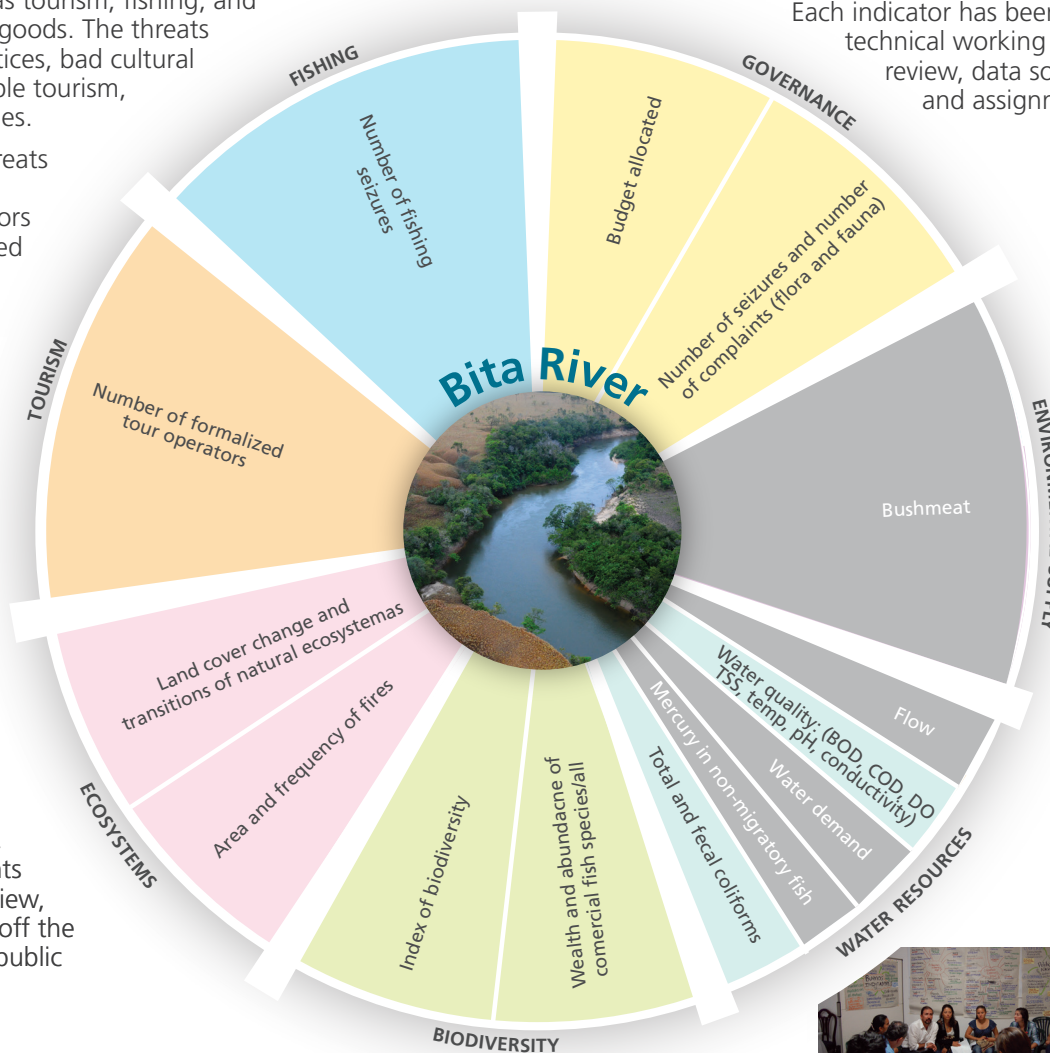 as tourism, fishing, and
goods. The threats
tices, bad cultural
ble tourism,
es.
reats
ors
ed
Each indicator has been
technical working
review, data so
and assignm
FISHING
Number of fishing
seizures
GOVERNANCE
Budget allocated
Number of seizures and number
of complaints (flora and fauna)
Bushmeat
Flow
Water quality: (BOD, COD, DO
TSS, temp, pH, conductivity)
Water demand
Mercury in non-migratory fish
Total and fecal coliforms
WATER RESOURCES
Wealth and abundacne of
comercial fish species/all
Index of biodiversity
BIODIVERSITY
Area and frequency of fires
Land cover change and
transitions of natural ecosystemas
ECOSYSTEMS
Number of formalized
tour operators
TOURISM
Bita River
nts
view,
off the
public